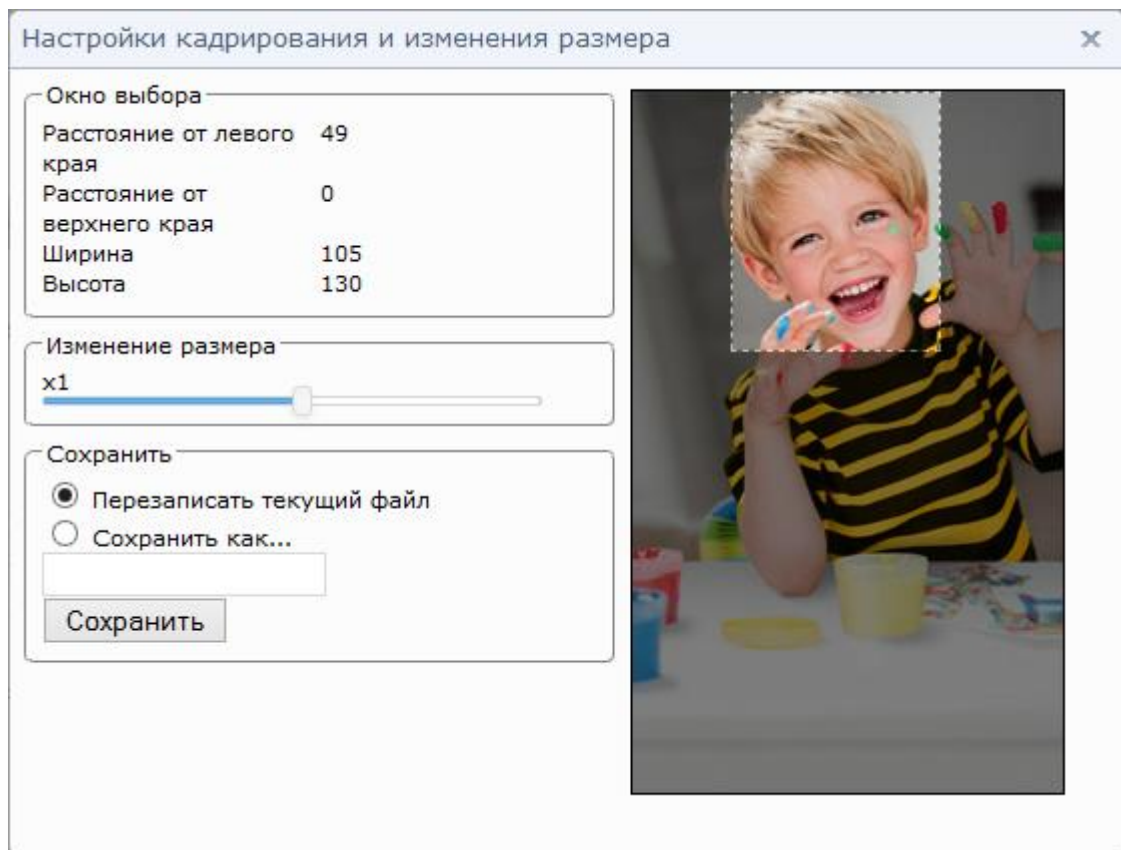 Настройки кадрирования и изменения размера
Окно выбора
Расстояние от левого 49
края
Расстояние от 0
верхнего края
Ширина 105
Высота 130
Изменение размера
x1
Сохранить
Перезаписать текущий файл
Сохранить как...
Сохранить